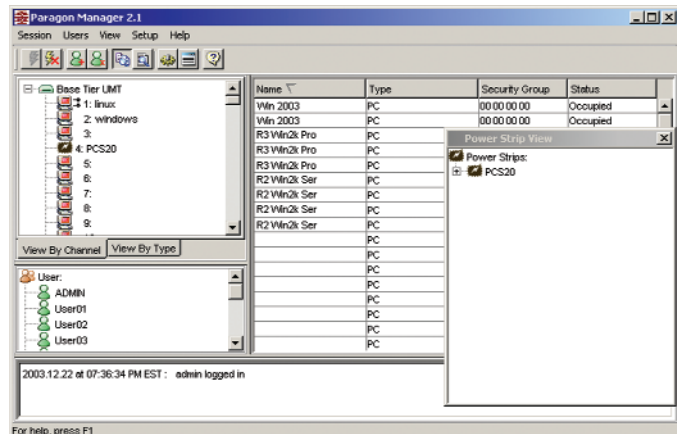 Paragon Manager 2.1
Session Users View Setup Help
Base Tier UMT
1: linux
2: windows
3:
4: PCS20
5:
6:
7:
8:
9:
View By Channel View By Type
User:
ADMIN
User01
User02
User03
Name Type Security Group Status
Win 2003 PC 00 00 00 00 Occupied
Win 2003 PC 00 00 00 00 Occupied
R3 Win2k Pro PC
R3 Win2k Pro PC
R3 Win2k Pro PC
R2 Win2k Ser PC
R2 Win2k Ser PC
R2 Win2k Ser PC
R2 Win2k Ser PC
PC
PC
PC
PC
PC
PC
PC
PC
Power Strip View
Power Strips:
PCS20
2003.12.22 at 07:36:34 PM EST : admin logged in
For help, press F1